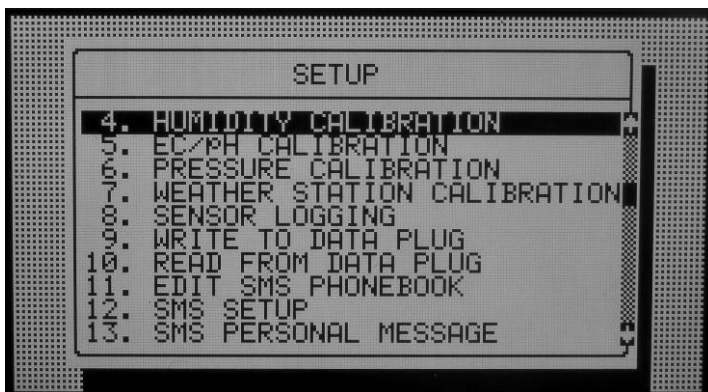 SETUP
4. HUMIDITY CALIBRATION
5. EC/pH CALIBRATION
6. PRESSURE CALIBRATION
7. WEATHER STATION CALIBRATION
8. SENSOR LOGGING
9. WRITE TO DATA PLUG
10. READ FROM DATA PLUG
11. EDIT SMS PHONEBOOK
12. SMS SETUP
13. SMS PERSONAL MESSAGE